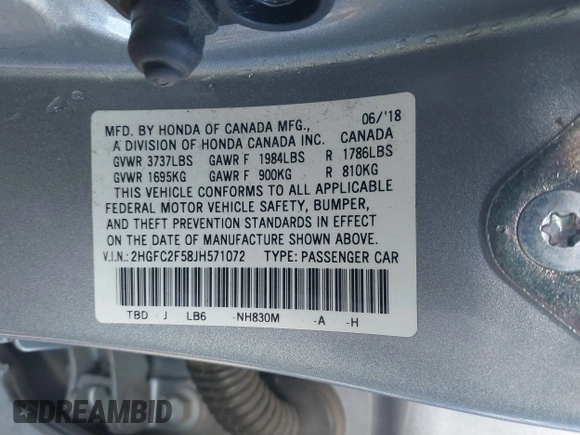 MFD. BY HONDA OF CANADA MFG., 06/'18
A DIVISION OF HONDA CANADA INC. CANADA
GVWR 3737LBS GAWR F 1984LBS R 1786LBS
GVWR 1695KG GAWR F 900KG R 810KG
THIS VEHICLE CONFORMS TO ALL APPLICABLE
FEDERAL MOTOR VEHICLE SAFETY, BUMPER,
AND THEFT PREVENTION STANDARDS IN EFFECT
ON THE DATE OF MANUFACTURE SHOWN ABOVE.
V.I.N.: 2HGFC2F58JH571072 TYPE: PASSENGER CAR
TBD J LB6 -NH830M -A -H
DREAMBID